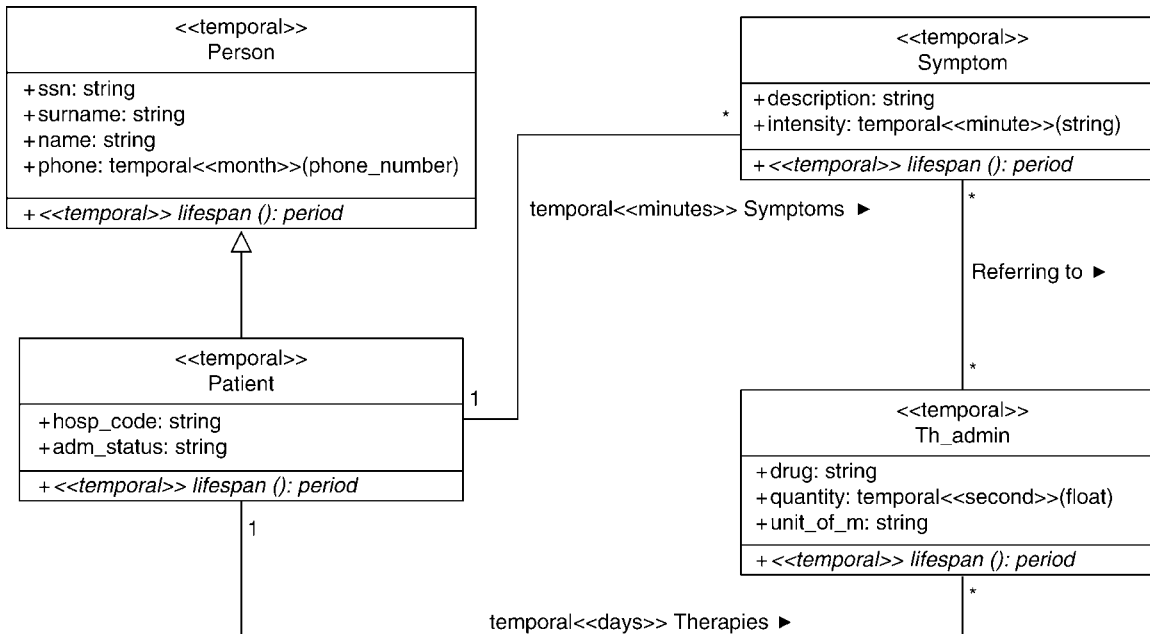 <<temporal>>
Person
+ssn: string
+surname: string
+name: string
+phone: temporal<<month>>(phone_number)
+<<temporal>> lifespan (): period
<<temporal>>
Symptom
+description: string
+intensity: temporal<<minute>>(string)
+<<temporal>> lifespan (): period
*
temporal<<minutes>> Symptoms ►
*
Referring to ►
*
<<temporal>>
Patient
+hosp_code: string
+adm_status: string
+<<temporal>> lifespan (): period
1
1
<<temporal>>
Th_admin
+drug: string
+quantity: temporal<<second>>(float)
+unit_of_m: string
+<<temporal>> lifespan (): period
*
temporal<<days>> Therapies ►